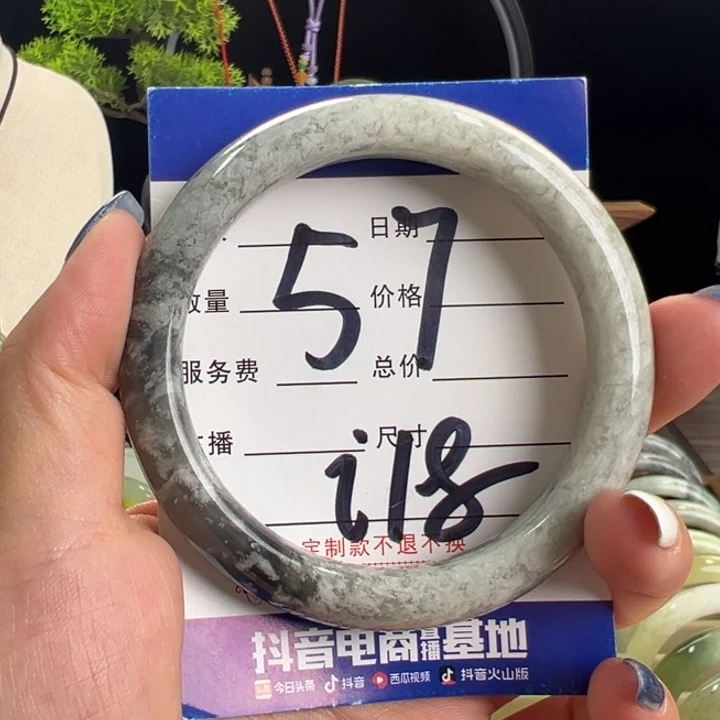 日期
57
数量 价格
服务费 总价
播 尺寸
i18
定制款不退不换
抖音电商直播基地
今日头条 抖音 西瓜视频 抖音火山版